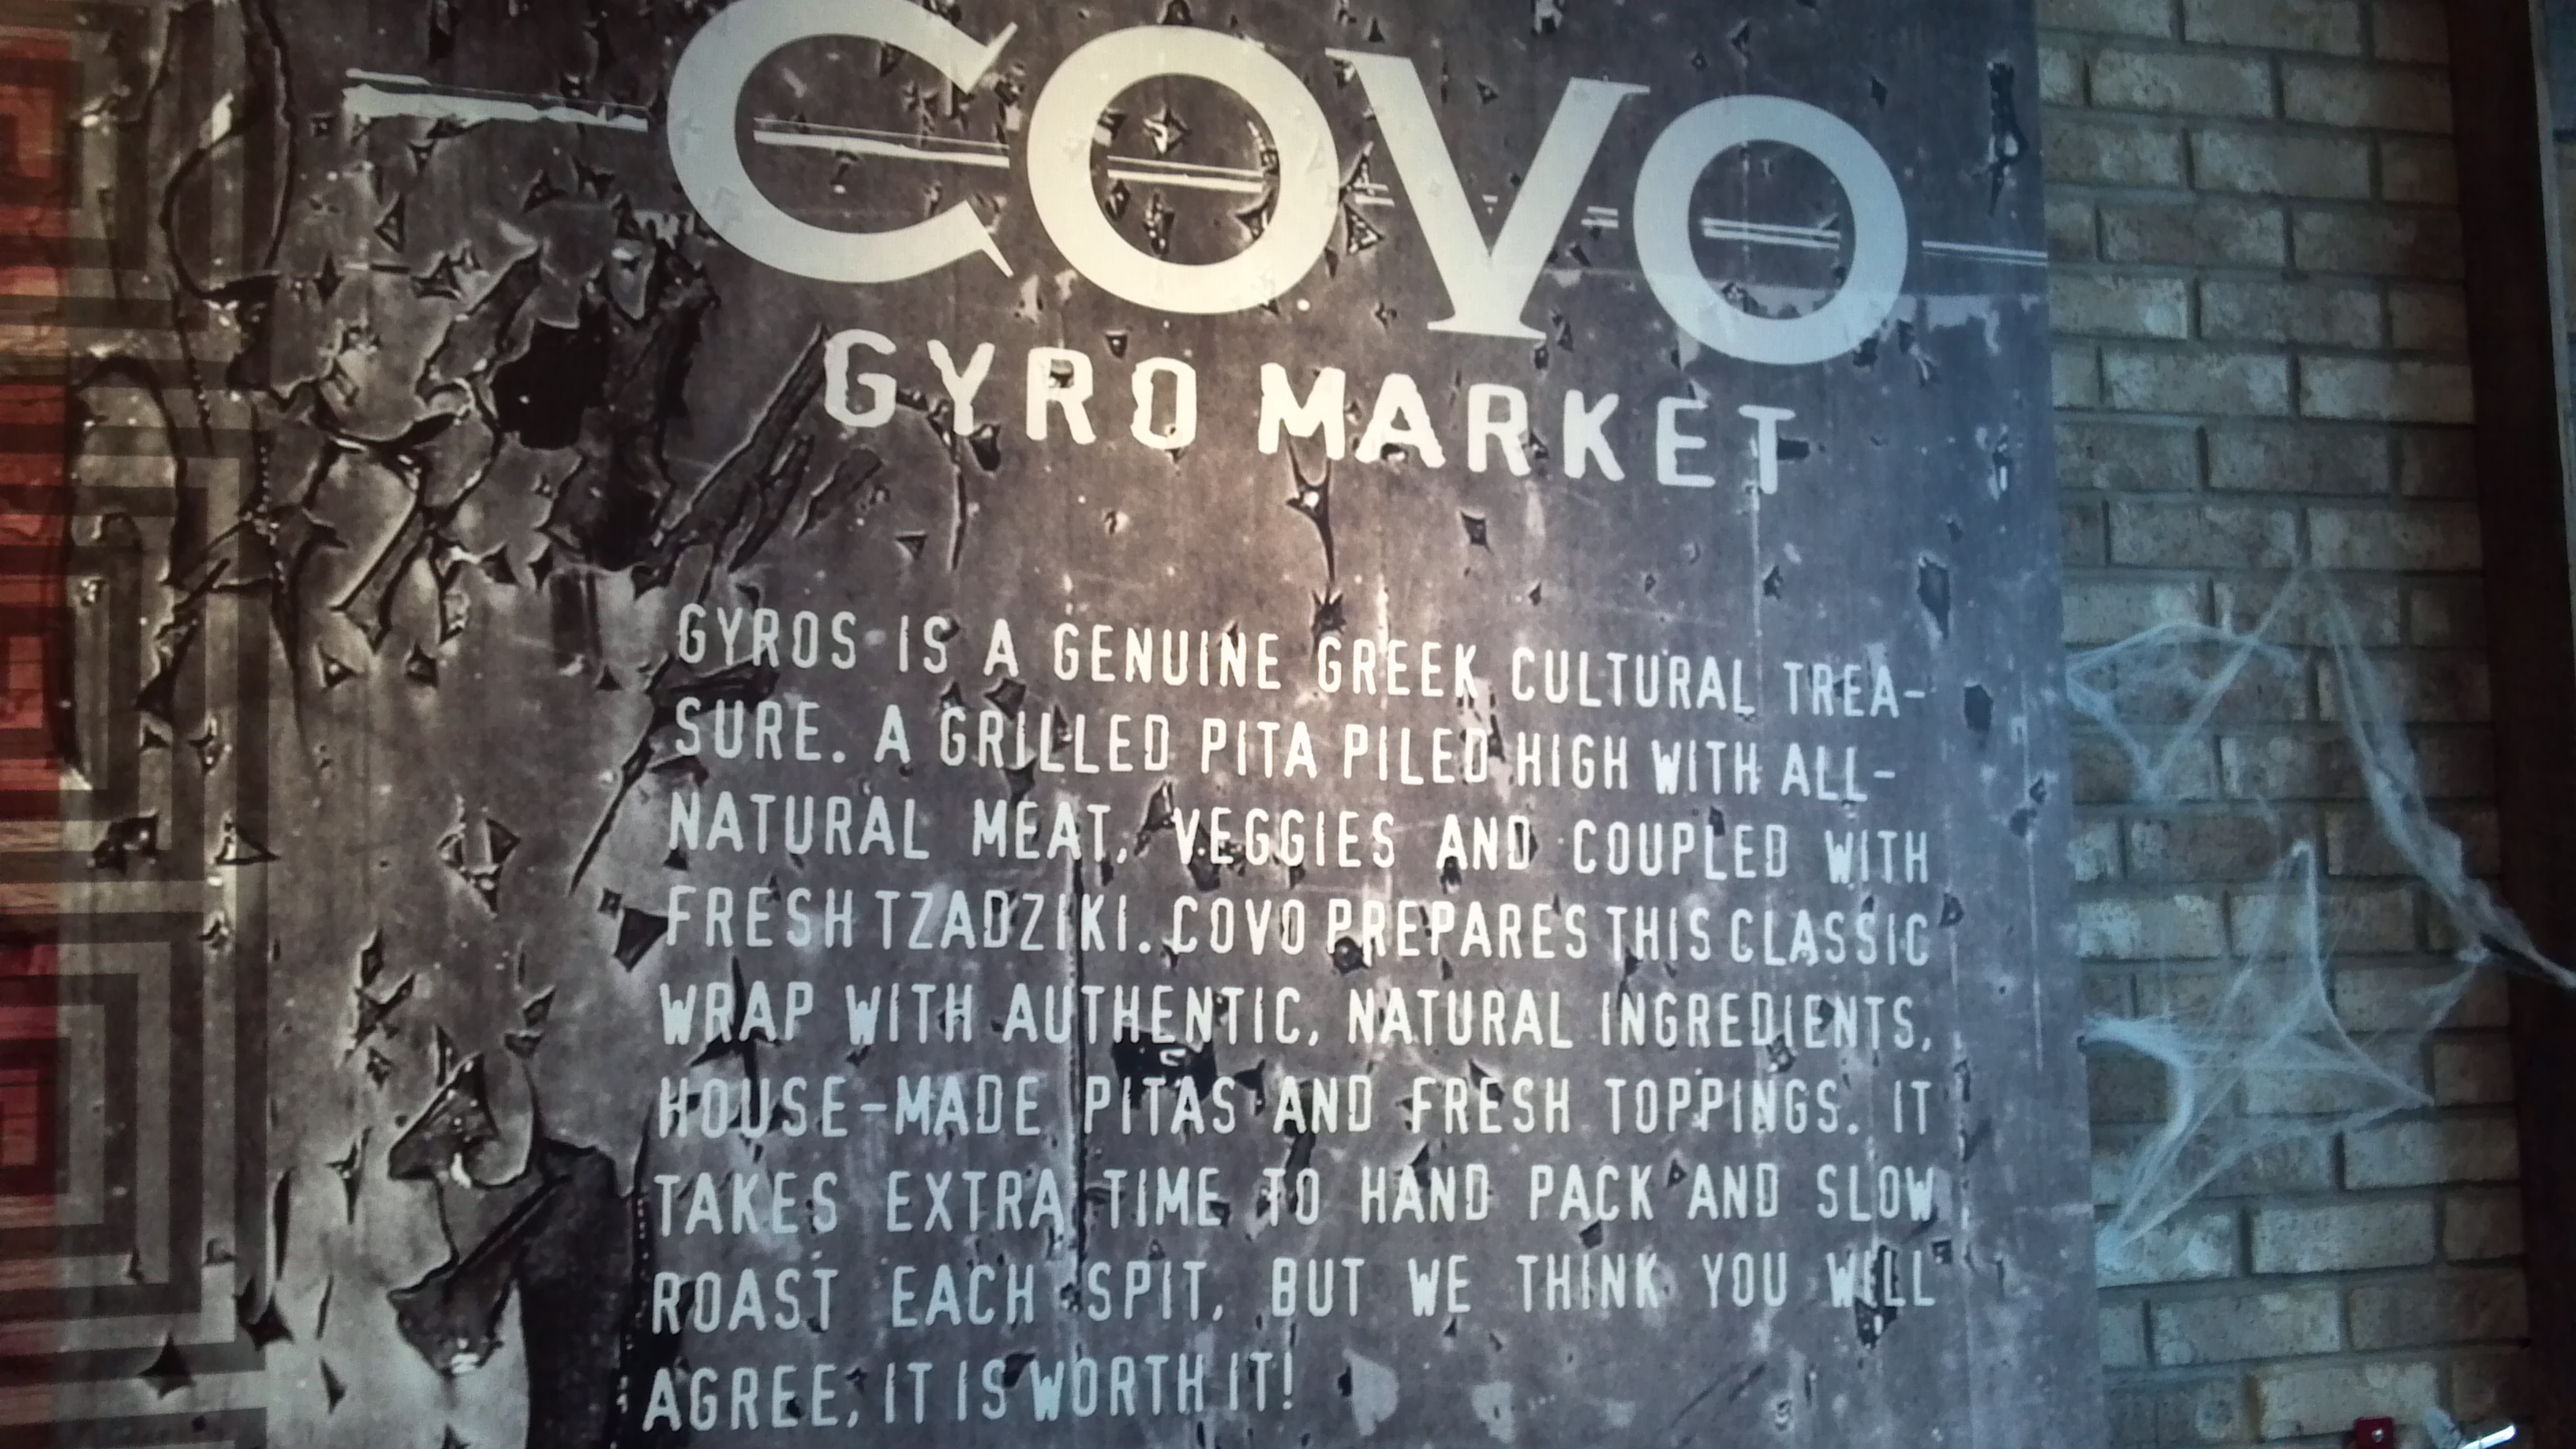 COVO
GYRO MARKET
GYROS IS A GENUINE GREEK CULTURAL TREA-
SURE. A GRILLED PITA PILED HIGH WITH ALL-
NATURAL MEAT, VEGGIES AND COUPLED WITH
FRESH TZADZIKI. COVO PREPARES THIS CLASSIC
WRAP WITH AUTHENTIC, NATURAL INGREDIENTS,
HOUSE-MADE PITAS AND FRESH TOPPINGS. IT
TAKES EXTRA TIME TO HAND PACK AND SLOW
ROAST EACH SPIT, BUT WE THINK YOU WILL
AGREE, IT IS WORTH IT!